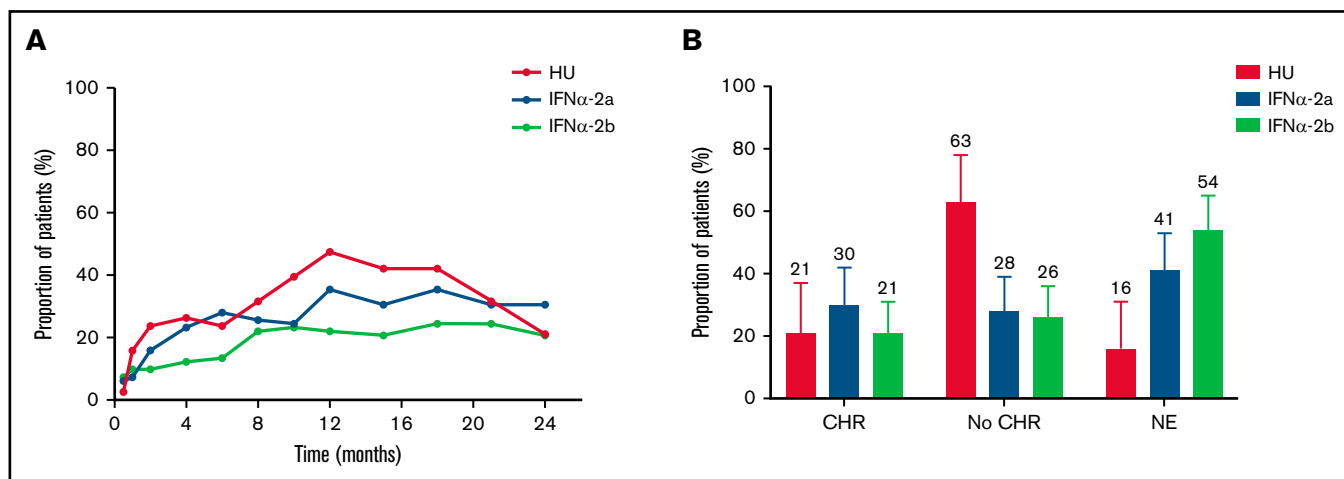 A
HU
IFNα-2a
IFNα-2b
Proportion of patients (%)
100
80
60
40
20
0
0 4 8 12 16 20 24
Time (months)
B
HU
IFNα-2a
IFNα-2b
Proportion of patients (%)
100
80
60
40
20
0
21 30 21
63 28 26
16 41 54
CHR No CHR NE